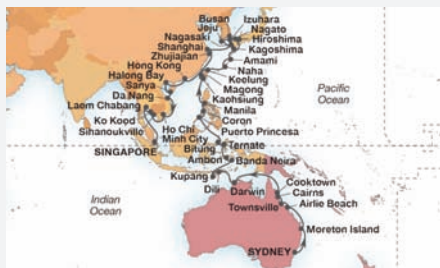 Busan
Izuhara
Jeju
Nagato
Nagasaki
Hiroshima
Shanghai
Kagoshima
Zhujiajian
Amami
Hong Kong
Naha
Halong Bay
Keelung
Sanya
Magong
Da Nang
Kaohsiung
Laem Chabang
Manila
Coron
Ko Kood
Puerto Princesa
Sihanoukville
Ho Chi
Minh City
Ternate
SINGAPORE
Bitung
Ambon
Banda Neira
Kupang
Dili
Darwin
Cooktown
Cairns
Townsville
Airlie Beach
Moreton Island
SYDNEY
Pacific
Ocean
Indian
Ocean